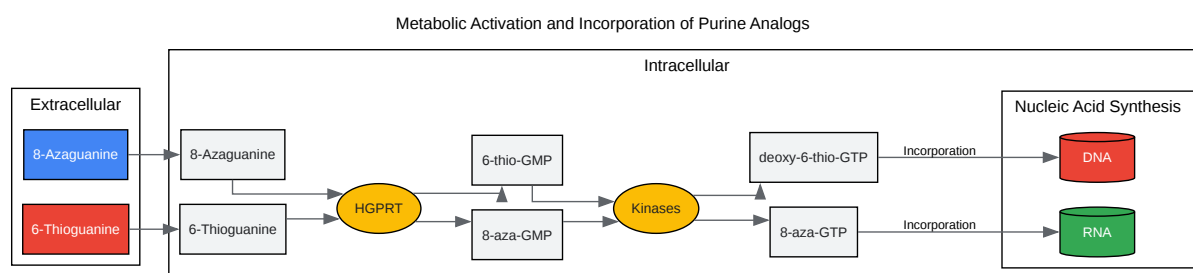 Metabolic Activation and Incorporation of Purine Analogs
Intracellular
Extracellular
Nucleic Acid Synthesis
8-Azaguanine
8-Azaguanine
6-thio-GMP
deoxy-6-thio-GTP
Incorporation
DNA
HGPRT
Kinases
6-Thioguanine
6-Thioguanine
8-aza-GMP
8-aza-GTP
Incorporation
RNA